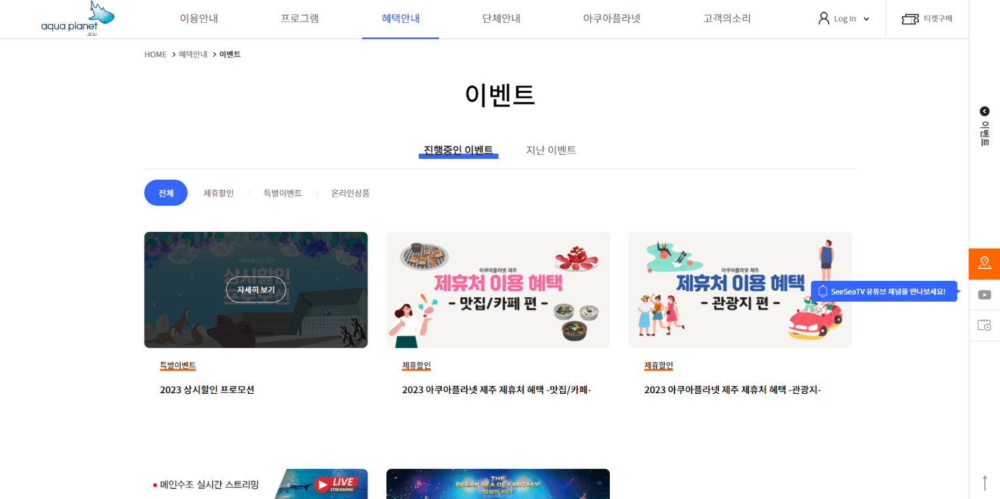 aqua planet
JEJU
이용안내
프로그램
혜택안내
단체안내
아쿠아플라넷
고객의소리
Log In
티켓구매
HOME > 혜택안내 > 이벤트
이벤트
이벤트
진행중인 이벤트
지난 이벤트
전체
제휴할인
특별이벤트
온라인상품
아쿠아플라넷 제주
상시할인
프로모션
자세히 보기
특별이벤트
2023 상시할인 프로모션
아쿠아플라넷 제주
제휴처 이용 혜택
- 맛집/카페 편 -
제휴할인
2023 아쿠아플라넷 제주 제휴처 혜택 -맛집/카페-
아쿠아플라넷 제주
제휴처 이용 혜택
- 관광지 편 -
제휴할인
2023 아쿠아플라넷 제주 제휴처 혜택 -관광지-
SeeSeaTV 유튜브 채널을 만나보세요!
• 메인수조 실시간 스트리밍
LIVE
STREAMING
THE
OCEAN SEA OF FANTASY
환상의 바다